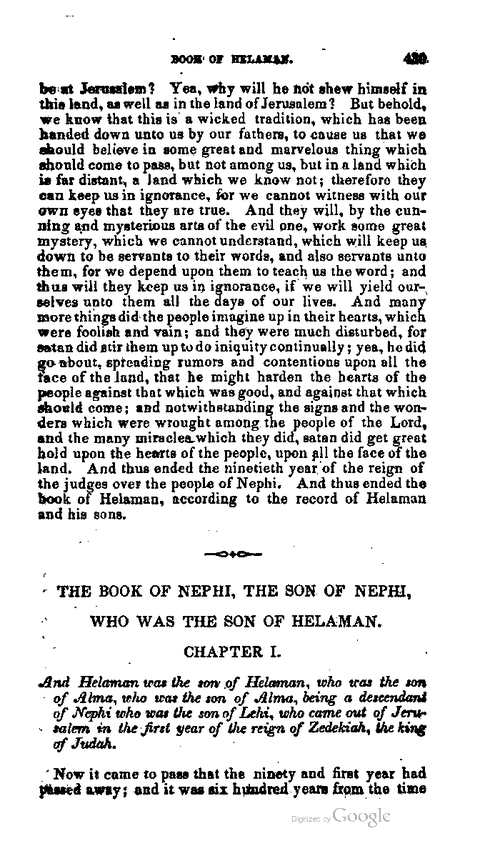 BOOK OF HELAMAN. 439
be at Jerusalem? Yea, why will he not shew himself in
this land, as well as in the land of Jerusalem? But behold,
we know that this is a wicked tradition, which has been
handed down unto us by our fathers, to cause us that we
should believe in some great and marvelous thing which
should come to pass, but not among us, but in a land which
is far distant, a land which we know not; therefore they
can keep us in ignorance, for we cannot witness with our
own eyes that they are true. And they will, by the cun-
ning and mysterious arts of the evil one, work some great
mystery, which we cannot understand, which will keep us
down to be servants to their words, and also servants unto
them, for we depend upon them to teach us the word; and
thus will they keep us in ignorance, if we will yield our-
selves unto them all the days of our lives. And many
more things did the people imagine up in their hearts, which
were foolish and vain; and they were much disturbed, for
satan did stir them up to do iniquity continually; yea, he did
go about, spreading rumors and contentions upon all the
face of the land, that he might harden the hearts of the
people against that which was good, and against that which
should come; and notwithstanding the signs and the won-
ders which were wrought among the people of the Lord,
and the many miracles which they did, satan did get great
hold upon the hearts of the people, upon all the face of the
land. And thus ended the ninetieth year of the reign of
the judges over the people of Nephi. And thus ended the
book of Helaman, according to the record of Helaman
and his sons.
THE BOOK OF NEPHI, THE SON OF NEPHI,
WHO WAS THE SON OF HELAMAN.
CHAPTER I.
And Helaman was the son of Helaman, who was the son
of Alma, who was the son of Alma, being a descendant
of Nephi who was the son of Lehi, who came out of Jeru-
salem in the first year of the reign of Zedekiah, the king
of Judah.
Now it came to pass that the ninety and first year had
passed away; and it was six hundred years from the time
Digitized by Google